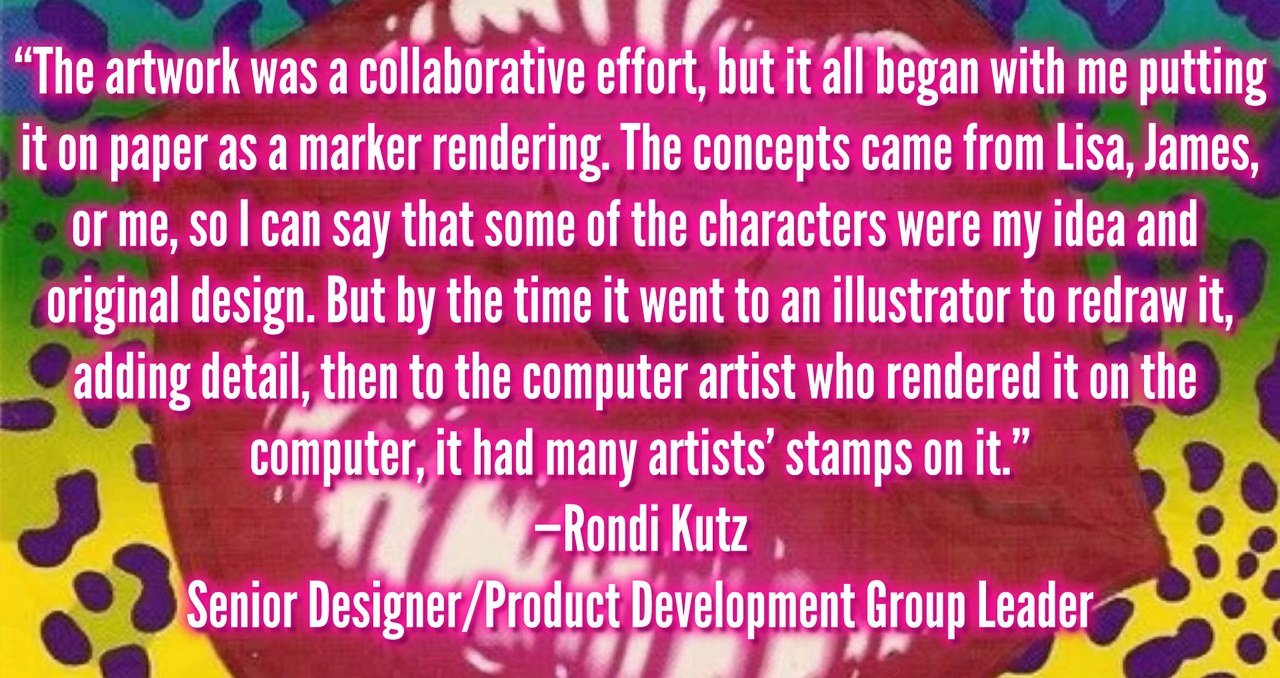 “The artwork was a collaborative effort, but it all began with me putting
it on paper as a marker rendering. The concepts came from Lisa, James,
or me, so I can say that some of the characters were my idea and
original design. But by the time it went to an illustrator to redraw it,
adding detail, then to the computer artist who rendered it on the
computer, it had many artists’ stamps on it.”
–Rondi Kutz
Senior Designer/Product Development Group Leader